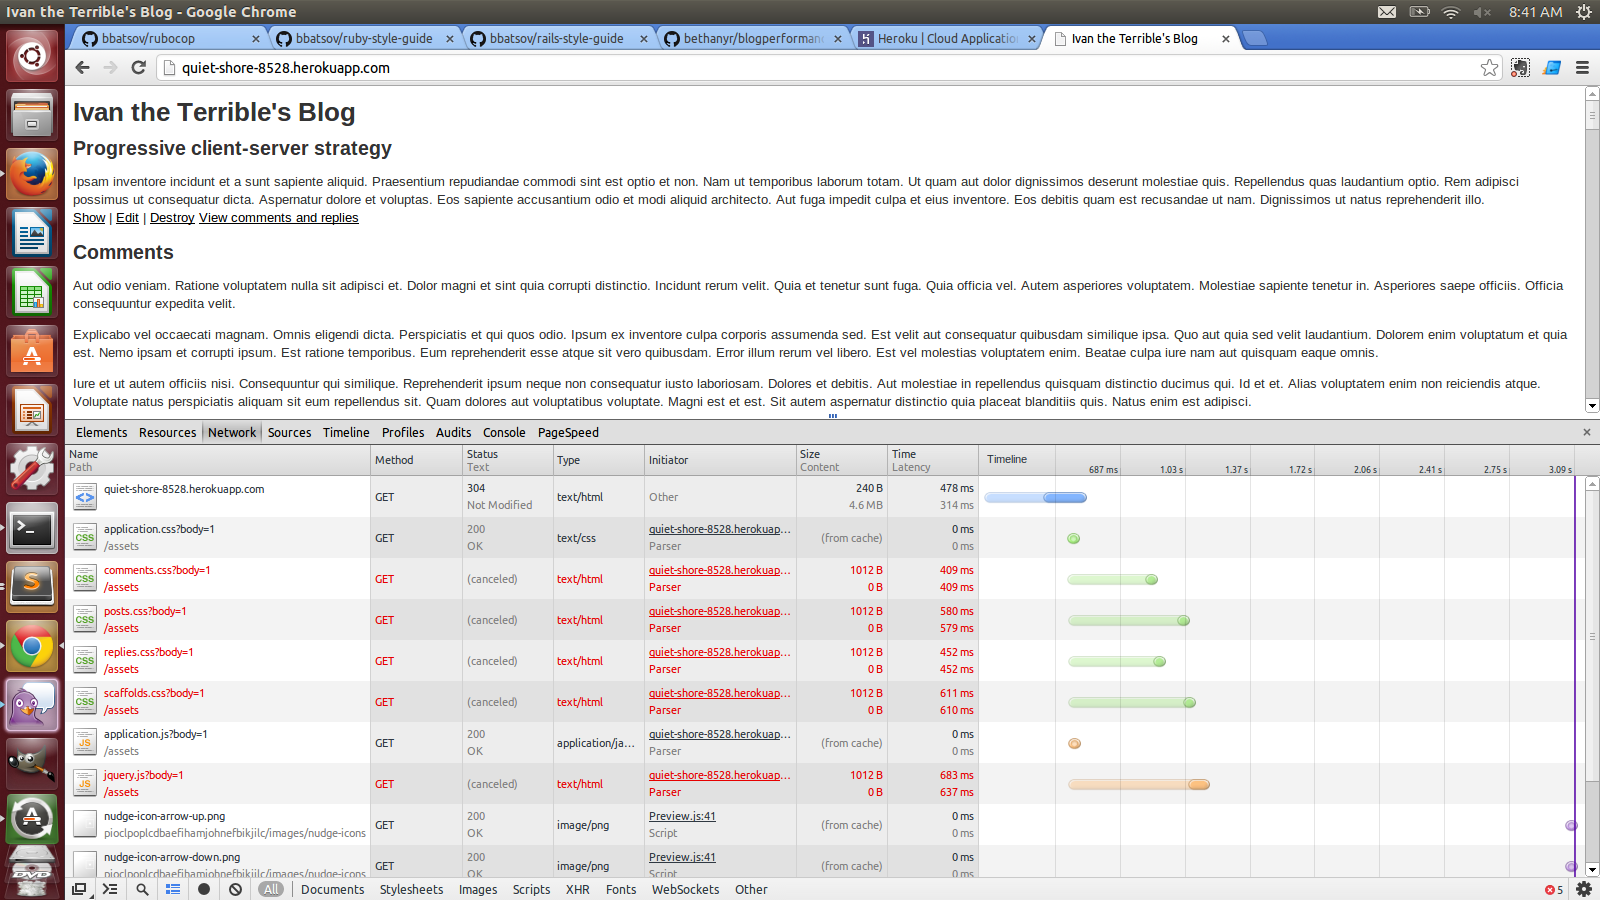 Ivan the Terrible's Blog - Google Chrome
8:41 AM
bbatsov/rubocop
bbatsov/ruby-style-guide
bbatsov/rails-style-guide
bethanyr/blogperforman
Heroku | Cloud Application
Ivan the Terrible's Blog
quiet-shore-8528.herokuapp.com
Ivan the Terrible's Blog
Progressive client-server strategy
Ipsam inventore incidunt et a sunt sapiente aliquid. Praesentium repudiandae commodi sint est optio et non. Nam ut temporibus laborum totam. Ut quam aut dolor dignissimos deserunt molestiae quis. Repellendus quas laudantium optio. Rem adipisci
possimus ut consequatur dicta. Aspernatur dolore et voluptas. Eos sapiente accusantium odio et modi aliquid architecto. Aut fuga impedit culpa et eius inventore. Eos debitis quam est recusandae ut nam. Dignissimos ut natus reprehenderit illo.
Show | Edit | Destroy View comments and replies
Comments
Aut odio veniam. Ratione voluptatem nulla sit adipisci et. Dolor magni et sint quia corrupti distinctio. Incidunt rerum velit. Quia et tenetur sunt fuga. Quia officia vel. Autem asperiores voluptatem. Molestiae sapiente tenetur in. Asperiores saepe officiis. Officia
consequuntur expedita velit.
Explicabo vel occaecati magnam. Omnis eligendi dicta. Perspiciatis et qui quos odio. Ipsum ex inventore culpa corporis assumenda sed. Est velit aut consequatur quibusdam similique ipsa. Quo aut quia sed velit laudantium. Dolorem enim voluptatum et quia
est. Nemo ipsam et corrupti ipsum. Est ratione temporibus. Eum reprehenderit esse atque sit vero quibusdam. Error illum rerum vel libero. Est vel molestias voluptatem enim. Beatae culpa iure nam aut quisquam eaque omnis.
Iure et ut autem officiis nisi. Consequuntur qui similique. Reprehenderit ipsum neque non consequatur iusto laboriosam. Dolores et debitis. Aut molestiae in repellendus quisquam distinctio ducimus qui. Id et et. Alias voluptatem enim non reiciendis atque.
Voluptate natus perspiciatis aliquam sit eum repellendus sit. Quam dolores aut voluptatibus voluptate. Magni est et est. Sit autem aspernatur distinctio quia placeat blanditiis quis. Natus enim est adipisci.
Elements Resources Network Sources Timeline Profiles Audits Console PageSpeed
Name Method Status Type Initiator Size Time Timeline
Path Text Content Latency 687 ms 1.03 s 1.37 s 1.72 s 2.06 s 2.41 s 2.75 s 3.09 s
quiet-shore-8528.herokuapp.com GET 304 text/html Other 240 B 478 ms
Not Modified 4.6 MB 314 ms
application.css?body=1 GET 200 text/css quiet-shore-8528.herokuap… (from cache) 0 ms
/assets OK Parser 0 ms
comments.css?body=1 GET (canceled) text/html quiet-shore-8528.herokuap… 1012 B 409 ms
/assets Parser 0 B 409 ms
posts.css?body=1 GET (canceled) text/html quiet-shore-8528.herokuap… 1012 B 580 ms
/assets Parser 0 B 579 ms
replies.css?body=1 GET (canceled) text/html quiet-shore-8528.herokuap… 1012 B 452 ms
/assets Parser 0 B 452 ms
scaffolds.css?body=1 GET (canceled) text/html quiet-shore-8528.herokuap… 1012 B 611 ms
/assets Parser 0 B 610 ms
application.js?body=1 GET 200 application/ja… quiet-shore-8528.herokuap… (from cache) 0 ms
/assets OK Parser 0 ms
jquery.js?body=1 GET (canceled) text/html quiet-shore-8528.herokuap… 1012 B 683 ms
/assets Parser 0 B 637 ms
nudge-icon-arrow-up.png GET 200 image/png Preview.js:41 (from cache) 0 ms
pioclpoplcdbaefihamjohnefbikjilc/images/nudge-icons OK Script 0 ms
nudge-icon-arrow-down.png GET 200 image/png Preview.js:41 (from cache) 0 ms
pioclpoplcdbaefihamjohnefbikjilc/images/nudge-icons OK Script 0 ms
All Documents Stylesheets Images Scripts XHR Fonts WebSockets Other 5